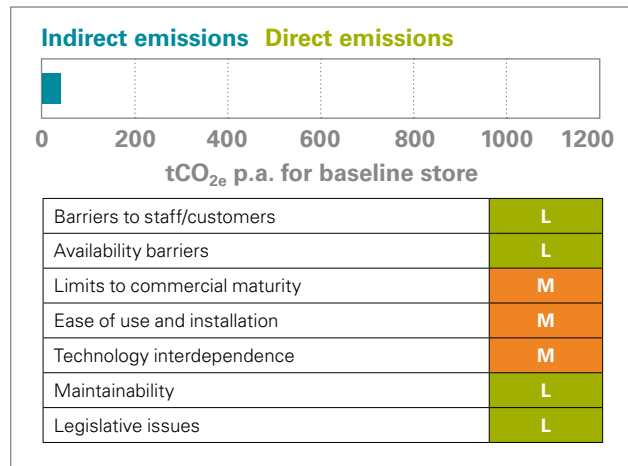 Indirect emissions Direct emissions
0 200 400 600 800 1000 1200
tCO2e p.a. for baseline store
Barriers to staff/customers L
Availability barriers L
Limits to commercial maturity M
Ease of use and installation M
Technology interdependence M
Maintainability L
Legislative issues L